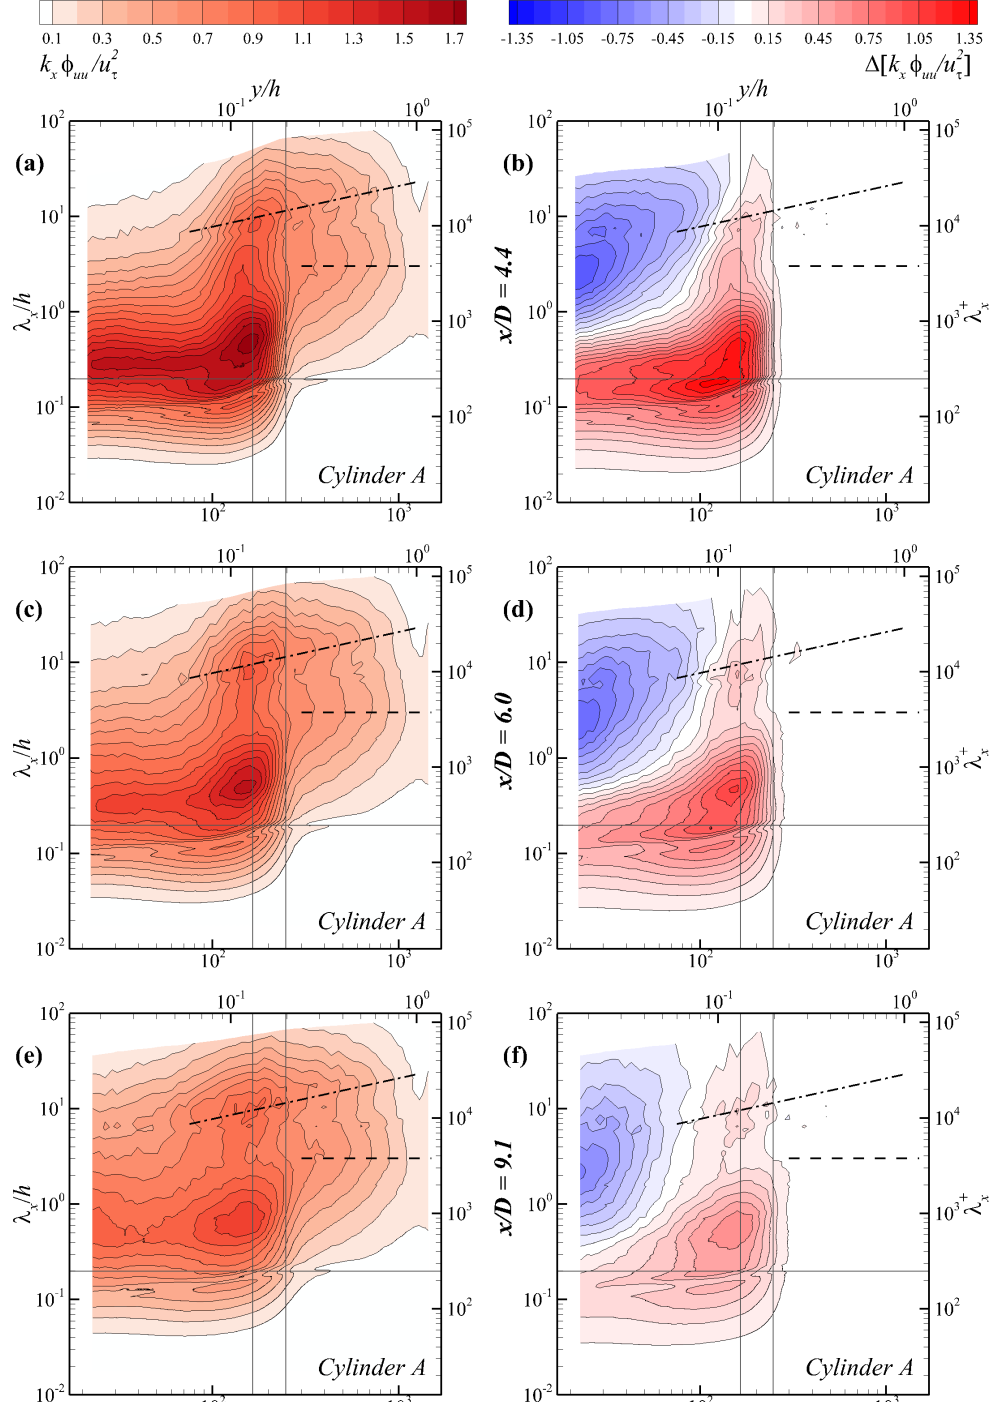 0.1 0.3 0.5 0.7 0.9 1.1 1.3 1.5 1.7
-1.35 -1.05 -0.75 -0.45 -0.15 0.15 0.45 0.75 1.05 1.35
k_x ϕ_uu/u_τ^2
Δ[k_x ϕ_uu/u_τ^2]
10^-1 y/h 10^0
10^-1 y/h 10^0
(a)
10^2
10^1
10^0
10^-1
10^-2
λ_x/h
10^5
10^4
10^3
10^2
Cylinder A
10^2 10^3
(b)
x/D = 4.4
10^2
10^1
10^0
10^-1
10^-2
10^5
10^4
10^3
10^2
λ_x^+
Cylinder A
10^2 10^3
10^-1 10^0
10^-1 10^0
(c)
10^2
10^1
10^0
10^-1
10^-2
λ_x/h
10^5
10^4
10^3
10^2
Cylinder A
10^2 10^3
(d)
x/D = 6.0
10^2
10^1
10^0
10^-1
10^-2
10^5
10^4
10^3
10^2
λ_x^+
Cylinder A
10^2 10^3
10^-1 10^0
10^-1 10^0
(e)
10^2
10^1
10^0
10^-1
10^-2
λ_x/h
10^5
10^4
10^3
10^2
Cylinder A
(f)
x/D = 9.1
10^2
10^1
10^0
10^-1
10^-2
10^5
10^4
10^3
10^2
λ_x^+
Cylinder A